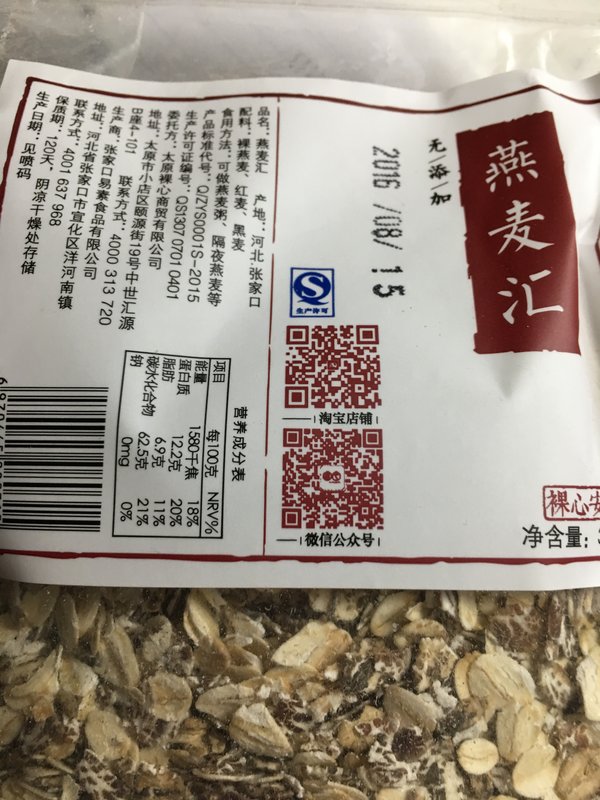 燕麦汇
无/添/加
2016/08/15
生产许可
淘宝店铺
微信公众号
裸心
净含量:
品名：燕麦汇 产地：河北·张家口
配料：裸燕麦、红麦、黑麦
食用方法：可做燕麦粥、隔夜燕麦等
产品标准代号：Q/ZYS0001S-2015
生产许可证编号：QS1307 0701 0401
委托方：太原裸心商贸有限公司
地址：太原市小店区颐源街19号中世汇源
B座4-101 联系方式：4000 313 720
生产商：张家口易素食品有限公司
地址：河北省张家口市宣化区洋河南镇
联系方式：4001 637 968
保质期：120天，阴凉干燥处存储
生产日期：见喷码
营养成分表
项目 每100克 NRV%
能量 1580千焦 18%
蛋白质 12.2克 20%
脂肪 6.9克 11%
碳水化合物 62.5克 21%
钠 0mg 0%